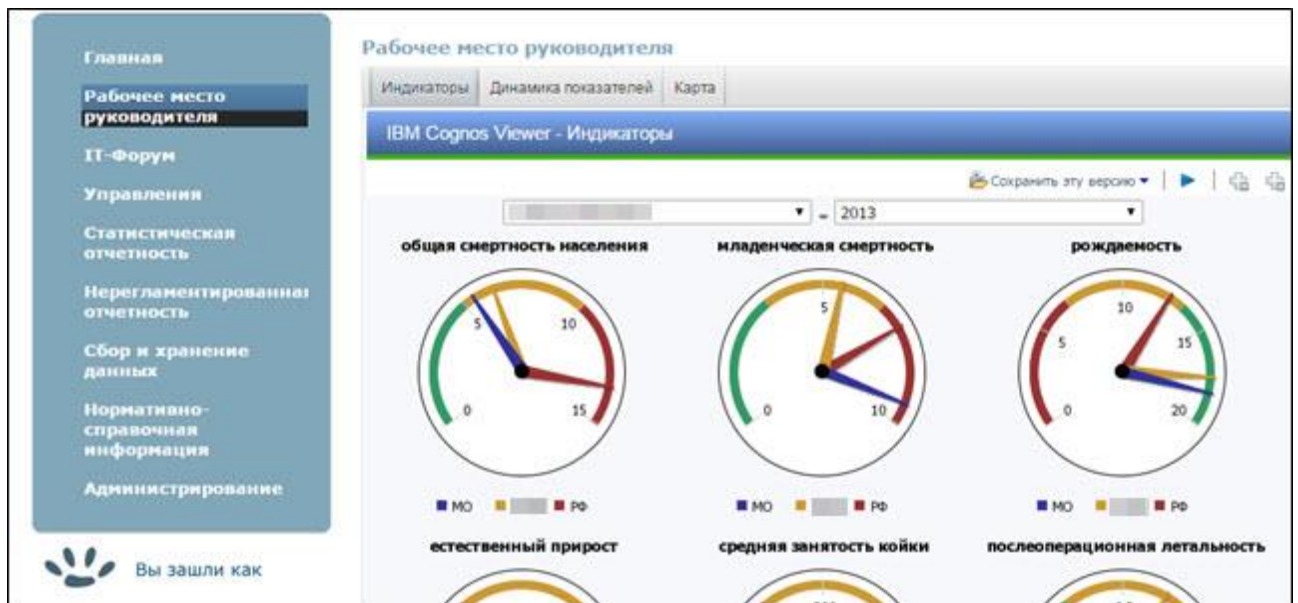 Главная
Рабочее место
руководителя
IT-Форум
Управления
Статистическая
отчетность
Нерегламентированная
отчетность
Сбор и хранение
данных
Нормативно-
справочная
информация
Администрирование
Вы зашли как
Рабочее место руководителя
Индикаторы Динамика показателей Карта
IBM Cognos Viewer - Индикаторы
Сохранить эту версию
- 2013
общая смертность населения
0 5 10 15
МО РФ
младенческая смертность
0 5 10
МО РФ
рождаемость
0 5 10 15 20
МО РФ
естественный прирост
средняя занятость койки
послеоперационная летальность